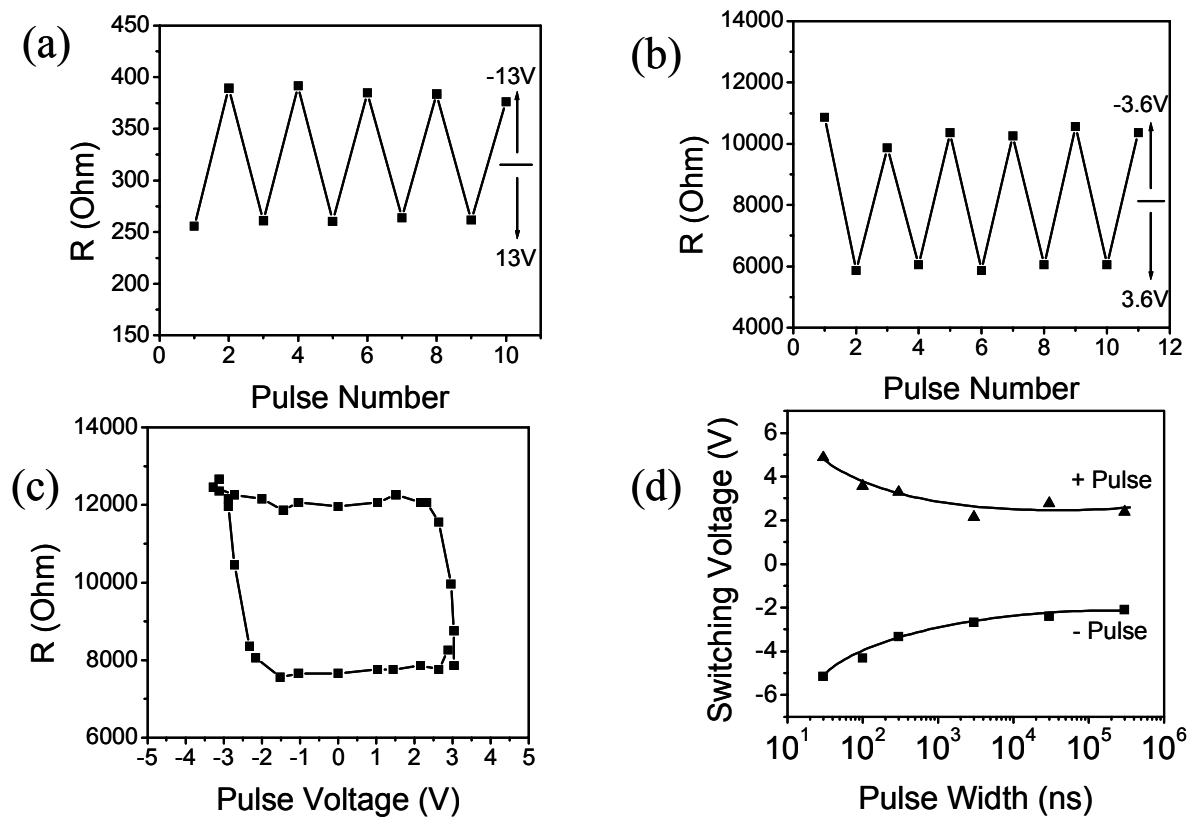 (a)
R (Ohm)
450
400
350
300
250
200
150
0 2 4 6 8 10
Pulse Number
-13V
13V
(b)
R (Ohm)
14000
12000
10000
8000
6000
4000
0 2 4 6 8 10 12
Pulse Number
-3.6V
3.6V
(c)
R (Ohm)
14000
12000
10000
8000
6000
-5 -4 -3 -2 -1 0 1 2 3 4 5
Pulse Voltage (V)
(d)
Switching Voltage (V)
6
4
2
0
-2
-4
-6
10¹ 10² 10³ 10⁴ 10⁵ 10⁶
Pulse Width (ns)
+ Pulse
- Pulse